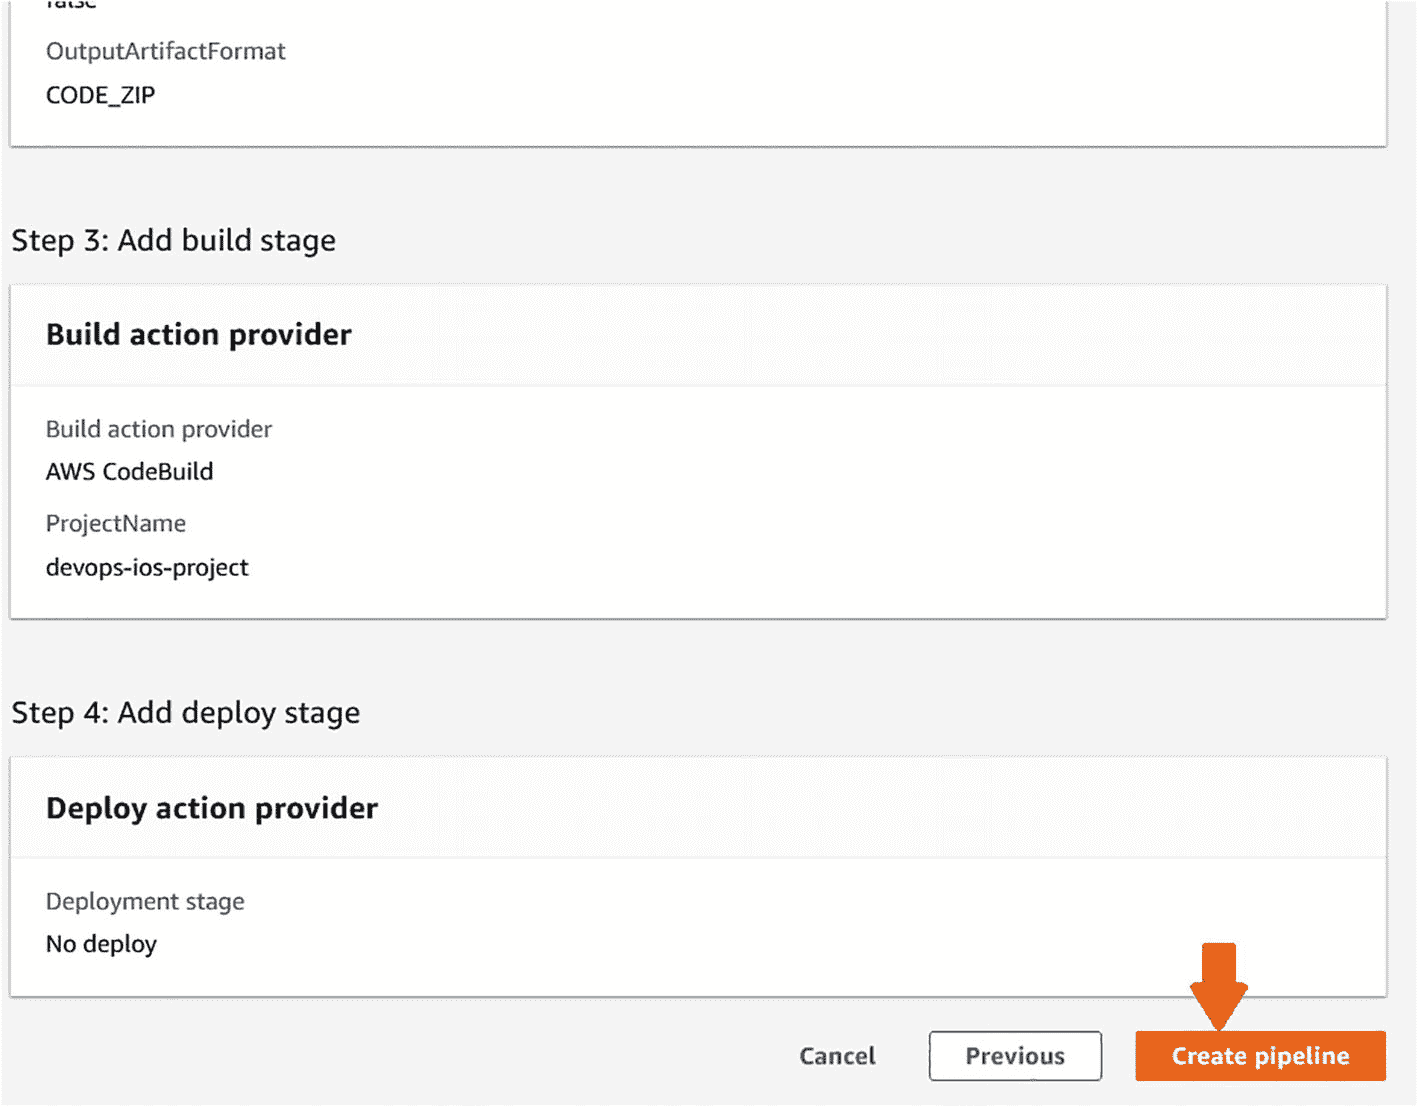 false
OutputArtifactFormat
CODE_ZIP
Step 3: Add build stage
Build action provider
Build action provider
AWS CodeBuild
ProjectName
devops-ios-project
Step 4: Add deploy stage
Deploy action provider
Deployment stage
No deploy
Cancel
Previous
Create pipeline